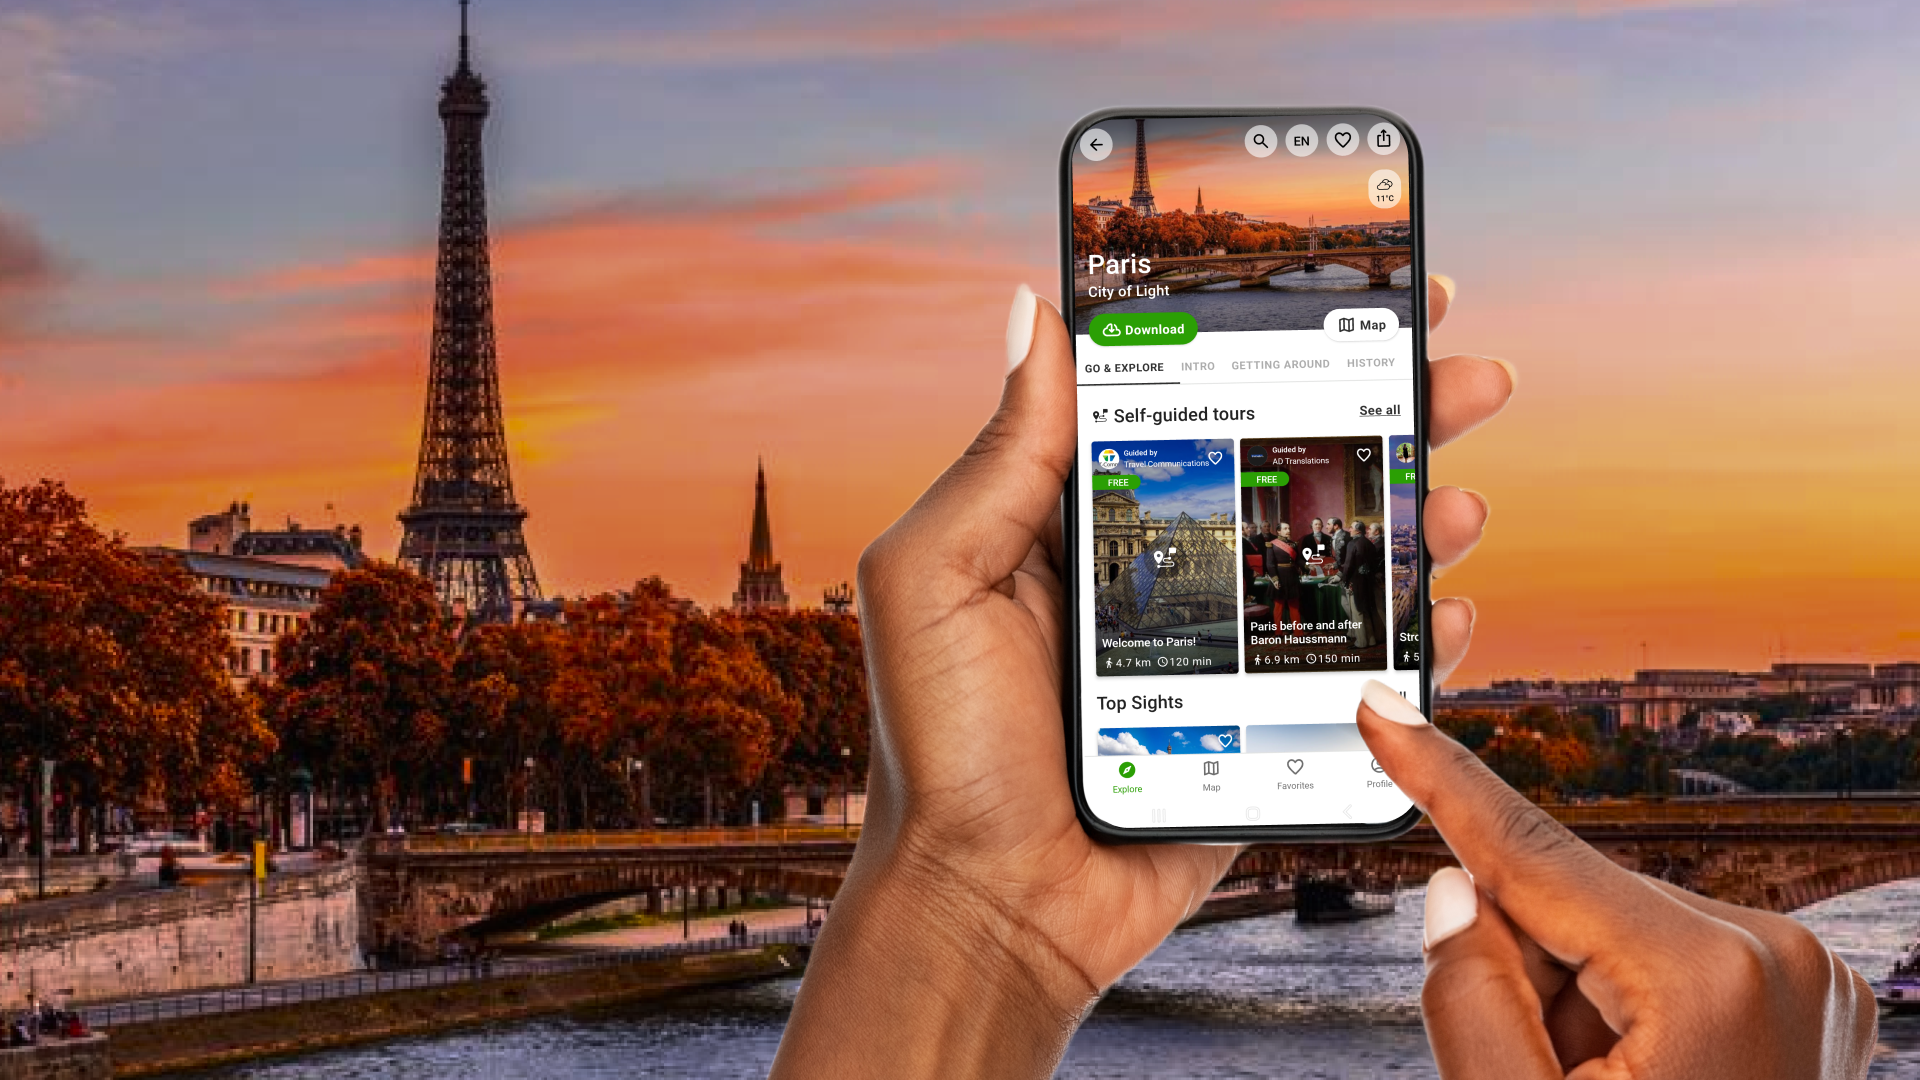 EN
11°C
Paris
City of Light
Download
Map
GO & EXPLORE INTRO GETTING AROUND HISTORY
Self-guided tours
See all
Guided by
Travel Communications
FREE
Welcome to Paris!
4.7 km 120 min
Guided by
AD Translations
FREE
Paris before and after
Baron Haussmann
6.9 km 150 min
FR
Stro
5
Top Sights
Explore
Map
Favorites
Profile